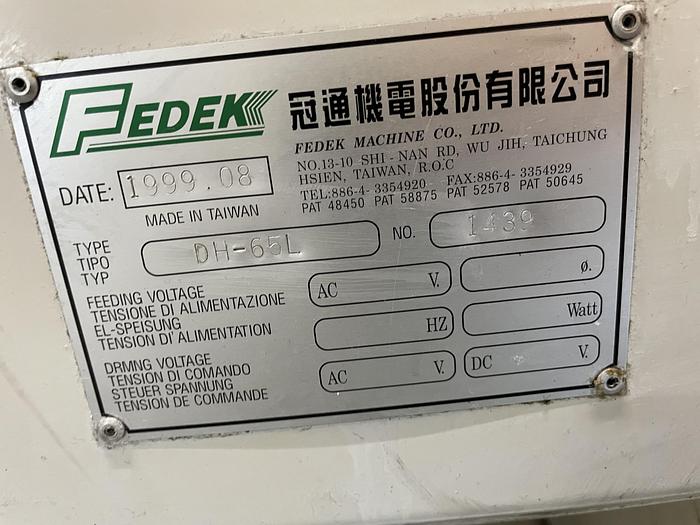 FEDEK 冠通機電股份有限公司
FEDEK MACHINE CO., LTD.
NO.13-10 SHI - NAN RD, WU JIH, TAICHUNG
HSIEN, TAIWAN, R.O.C
TEL:886-4- 3354920 FAX:886-4- 3354929
PAT 48450 PAT 58875 PAT 52578 PAT 50645
DATE: 1999.08
MADE IN TAIWAN
TYPE
TIPO
TYP
DH-65L NO. 1439
FEEDING VOLTAGE
TENSIONE DI ALIMENTAZIONE
EL-SPEISUNG
TENSION D'ALIMENTATION
AC V. ø.
HZ Watt
DRMNG VOLTAGE
TENSION DI COMANDO
STEUER SPANNUNG
TENSION DE COMMANDE
AC V. DC V.